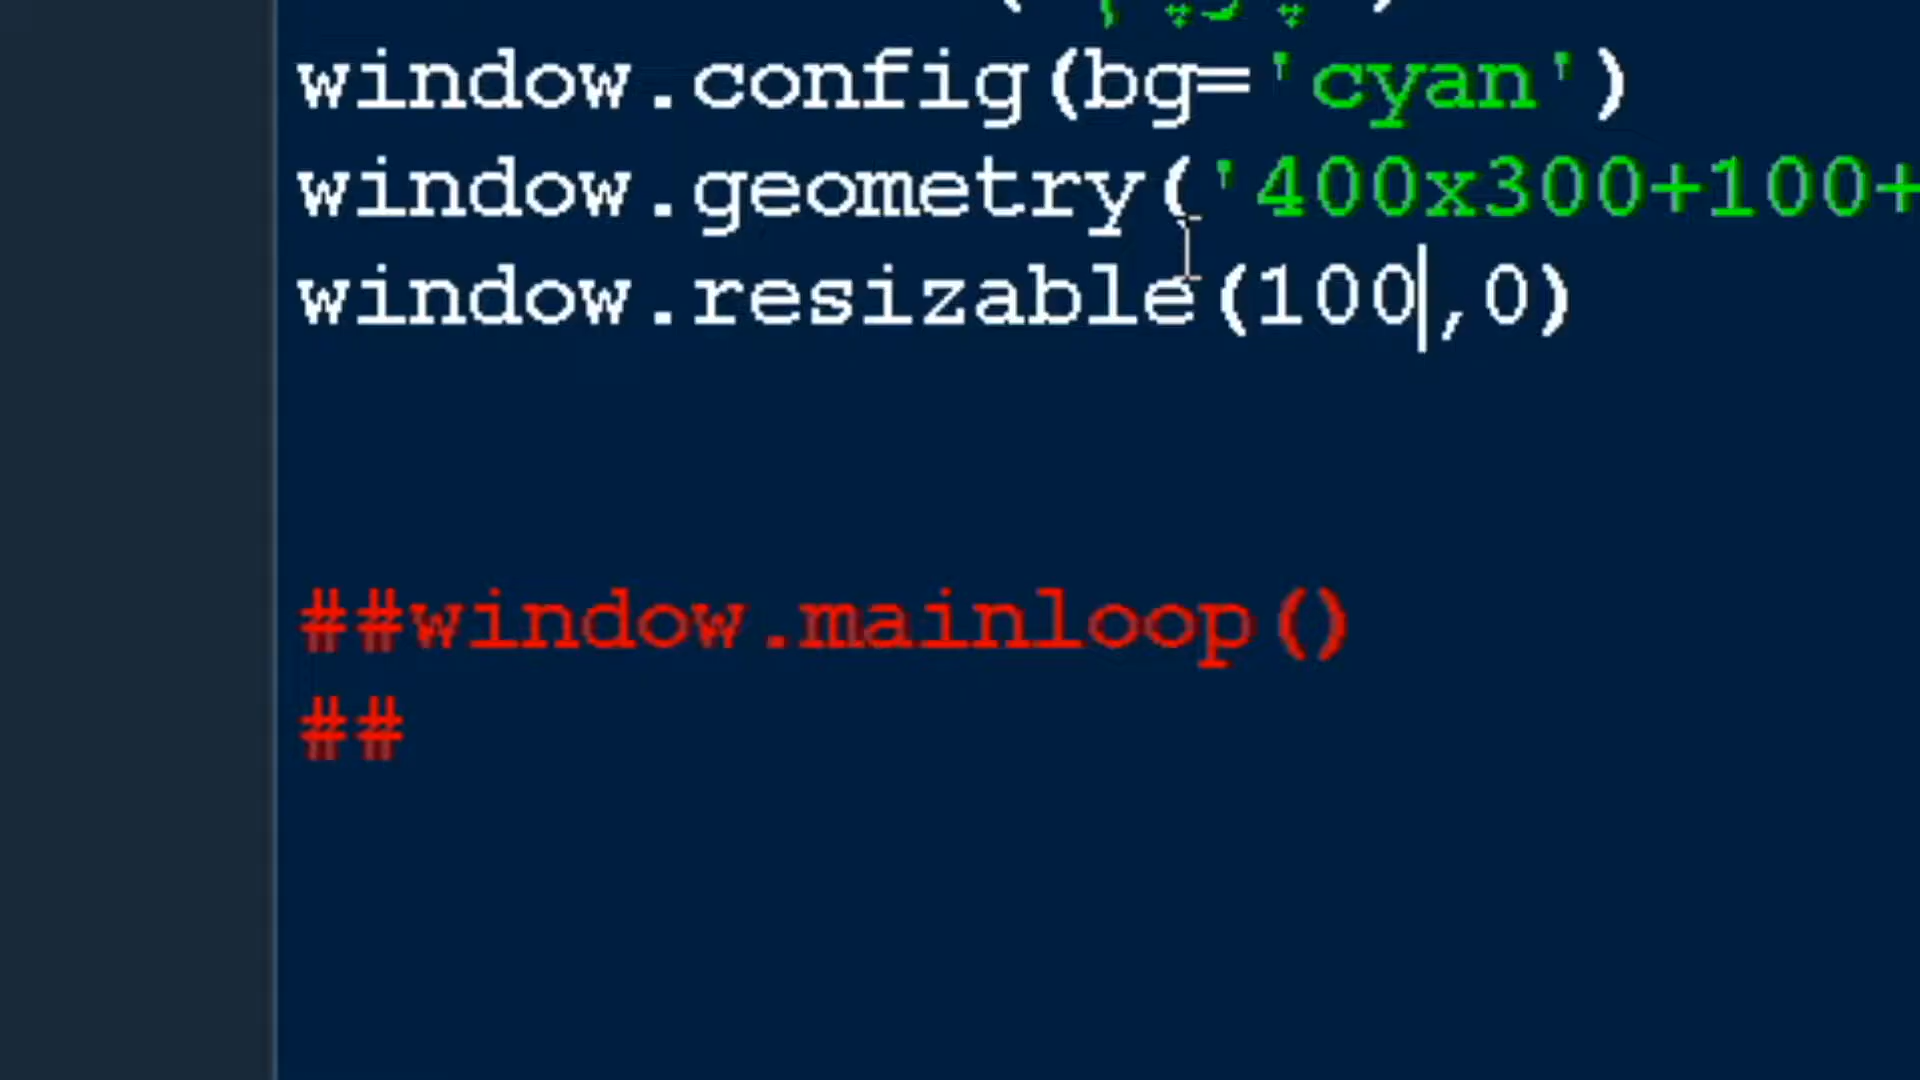 window.config(bg='cyan')
window.geometry('400x300+100+
window.resizable(100,0)
##window.mainloop()
##